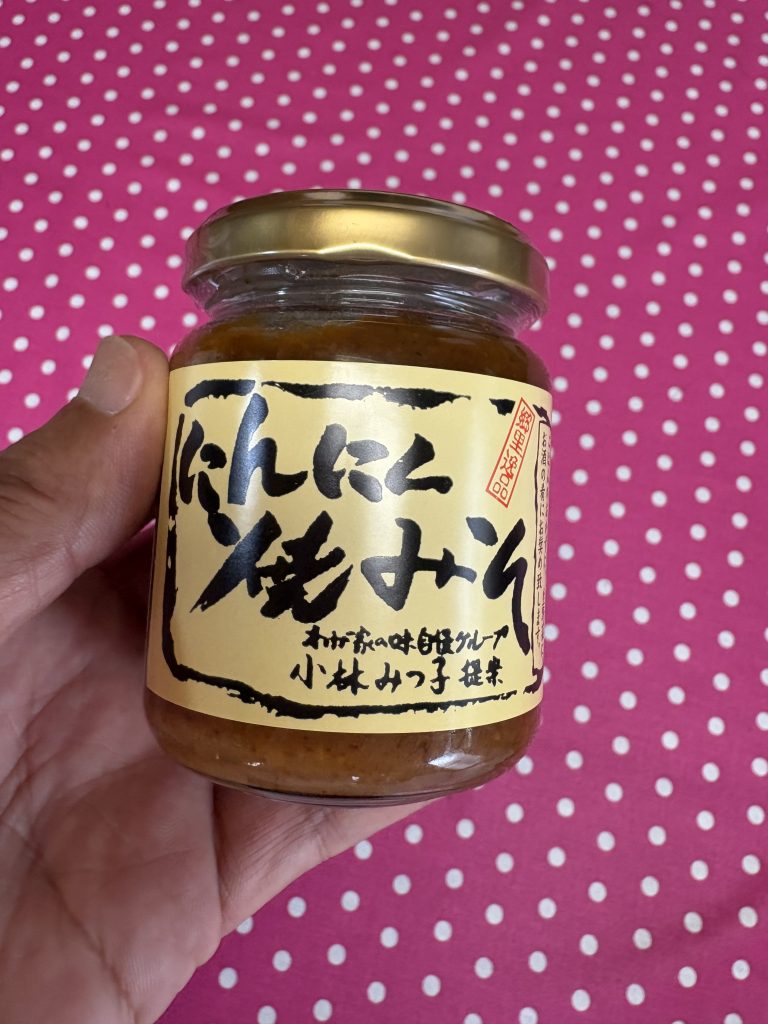 にんにく
焼みそ
わが家の味自慢グループ
小林みつ子 提案